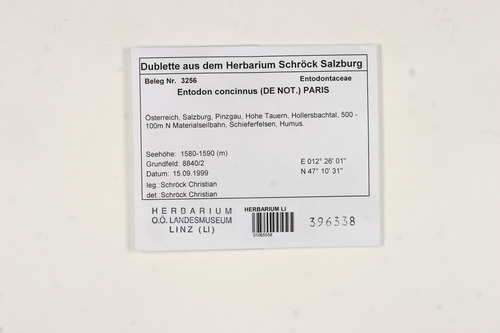 Dublette aus dem Herbarium Schröck Salzburg
Beleg Nr. 3256 Entodontaceae
Entodon concinnus (DE NOT.) PARIS
Österreich, Salzburg, Pinzgau, Hohe Tauern, Hollersbachtal, 500 -
100m N Materialseilbahn, Schieferfelsen, Humus.
Seehöhe: 1580-1590 (m)
Grundfeld: 8840/2 E 012° 26' 01"
Datum: 15.09.1999 N 47° 10' 31"
leg. Schröck Christian
det. Schröck Christian
HERBARIUM
O.Ö. LANDESMUSEUM
LINZ (LI)
HERBARIUM LI
01065558
396338